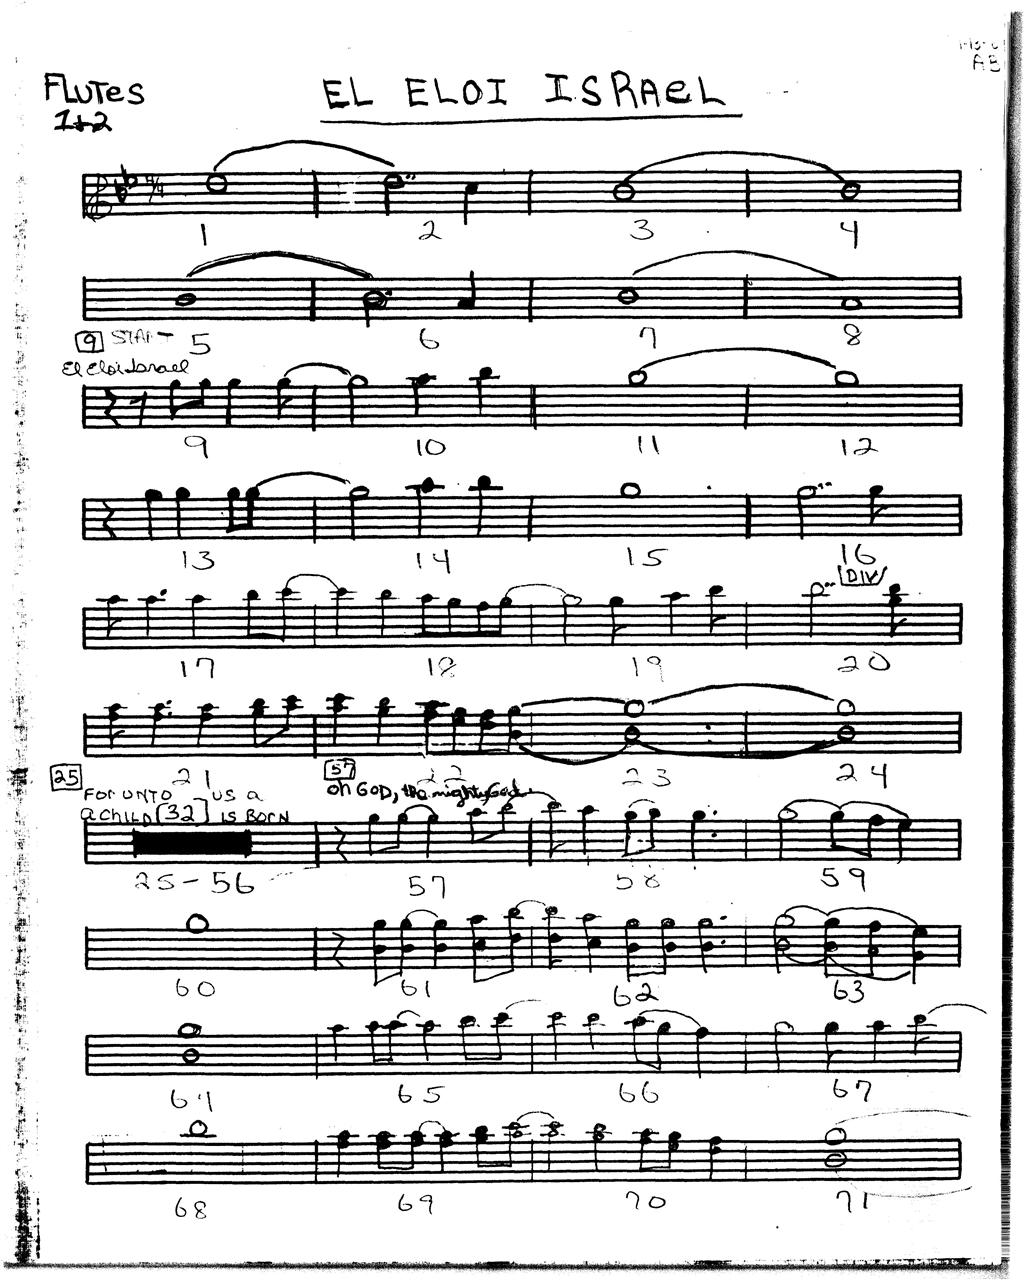 FLUTES
1+2
EL ELOI ISRAEL
AB
4/4
1 2 3 4
5 6 7 8
9 START
El Eloi Israel
9 10 11 12
13 14 15 16
DIV
17 18 19 20
21 22 23 24
25 57
FOR UNTO US A
A CHILD [32] IS BORN
oh GOD, the mighty God
25-56 57 58 59
60 61 62 63
64 65 66 67
68 69 70 71